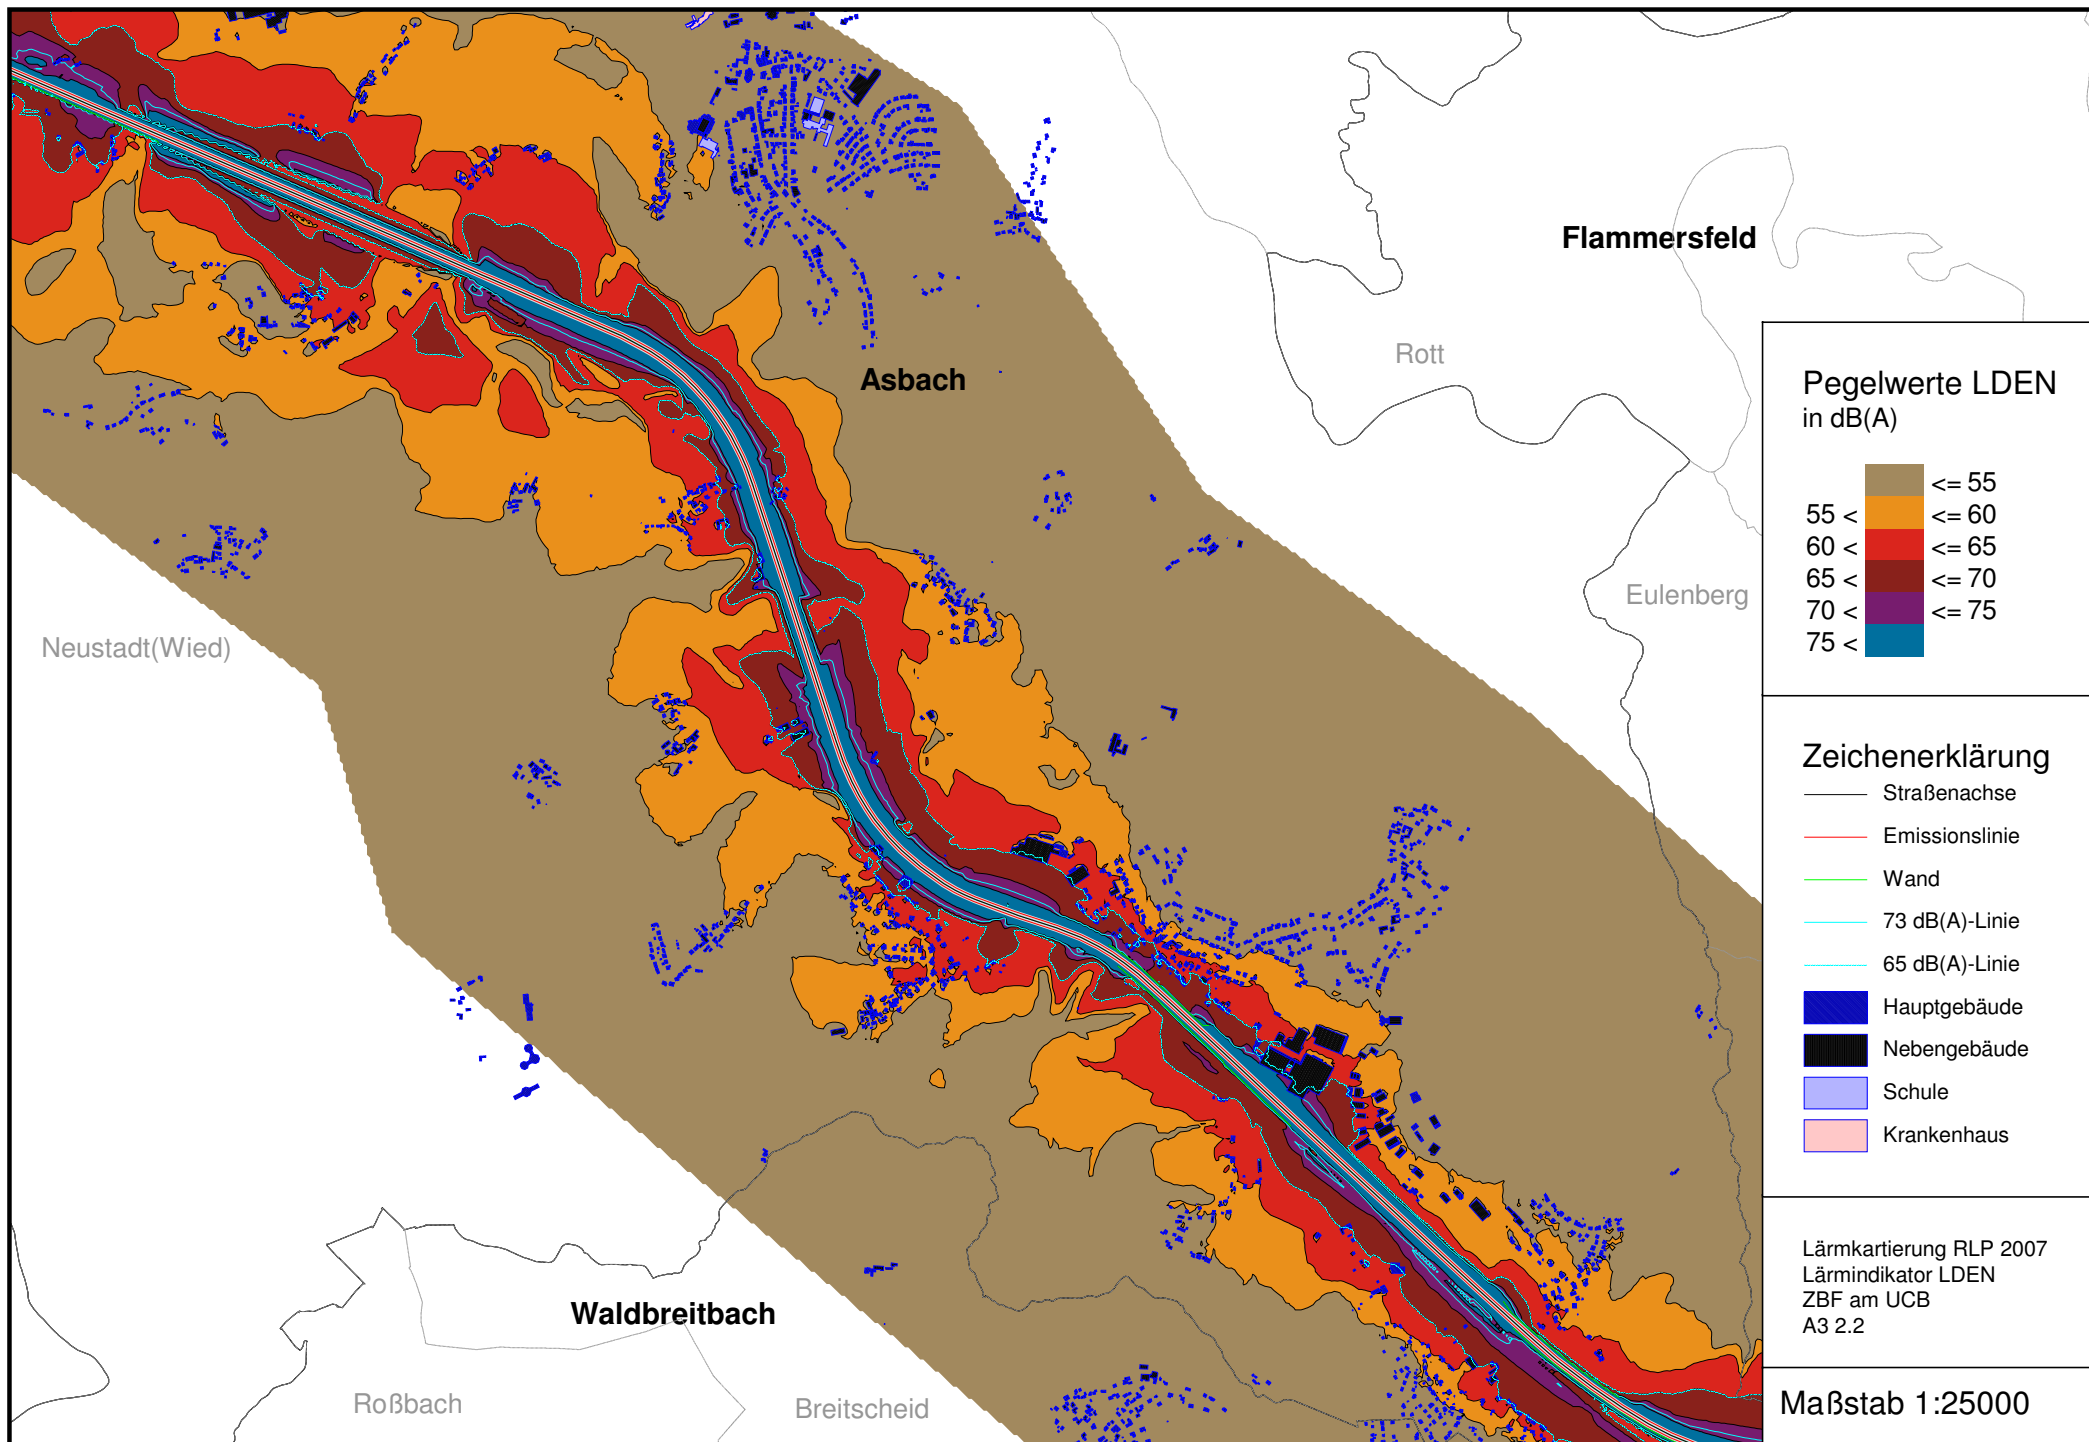 Flammersfeld
Rott
Asbach
Eulenberg
Neustadt(Wied)
Waldbreitbach
Roßbach
Breitscheid
Pegelwerte LDEN
in dB(A)
<= 55
55 < <= 60
60 < <= 65
65 < <= 70
70 < <= 75
75 <
Zeichenerklärung
Straßenachse
Emissionslinie
Wand
73 dB(A)-Linie
65 dB(A)-Linie
Hauptgebäude
Nebengebäude
Schule
Krankenhaus
Lärmkartierung RLP 2007
Lärmindikator LDEN
ZBF am UCB
A3 2.2
Maßstab 1:25000